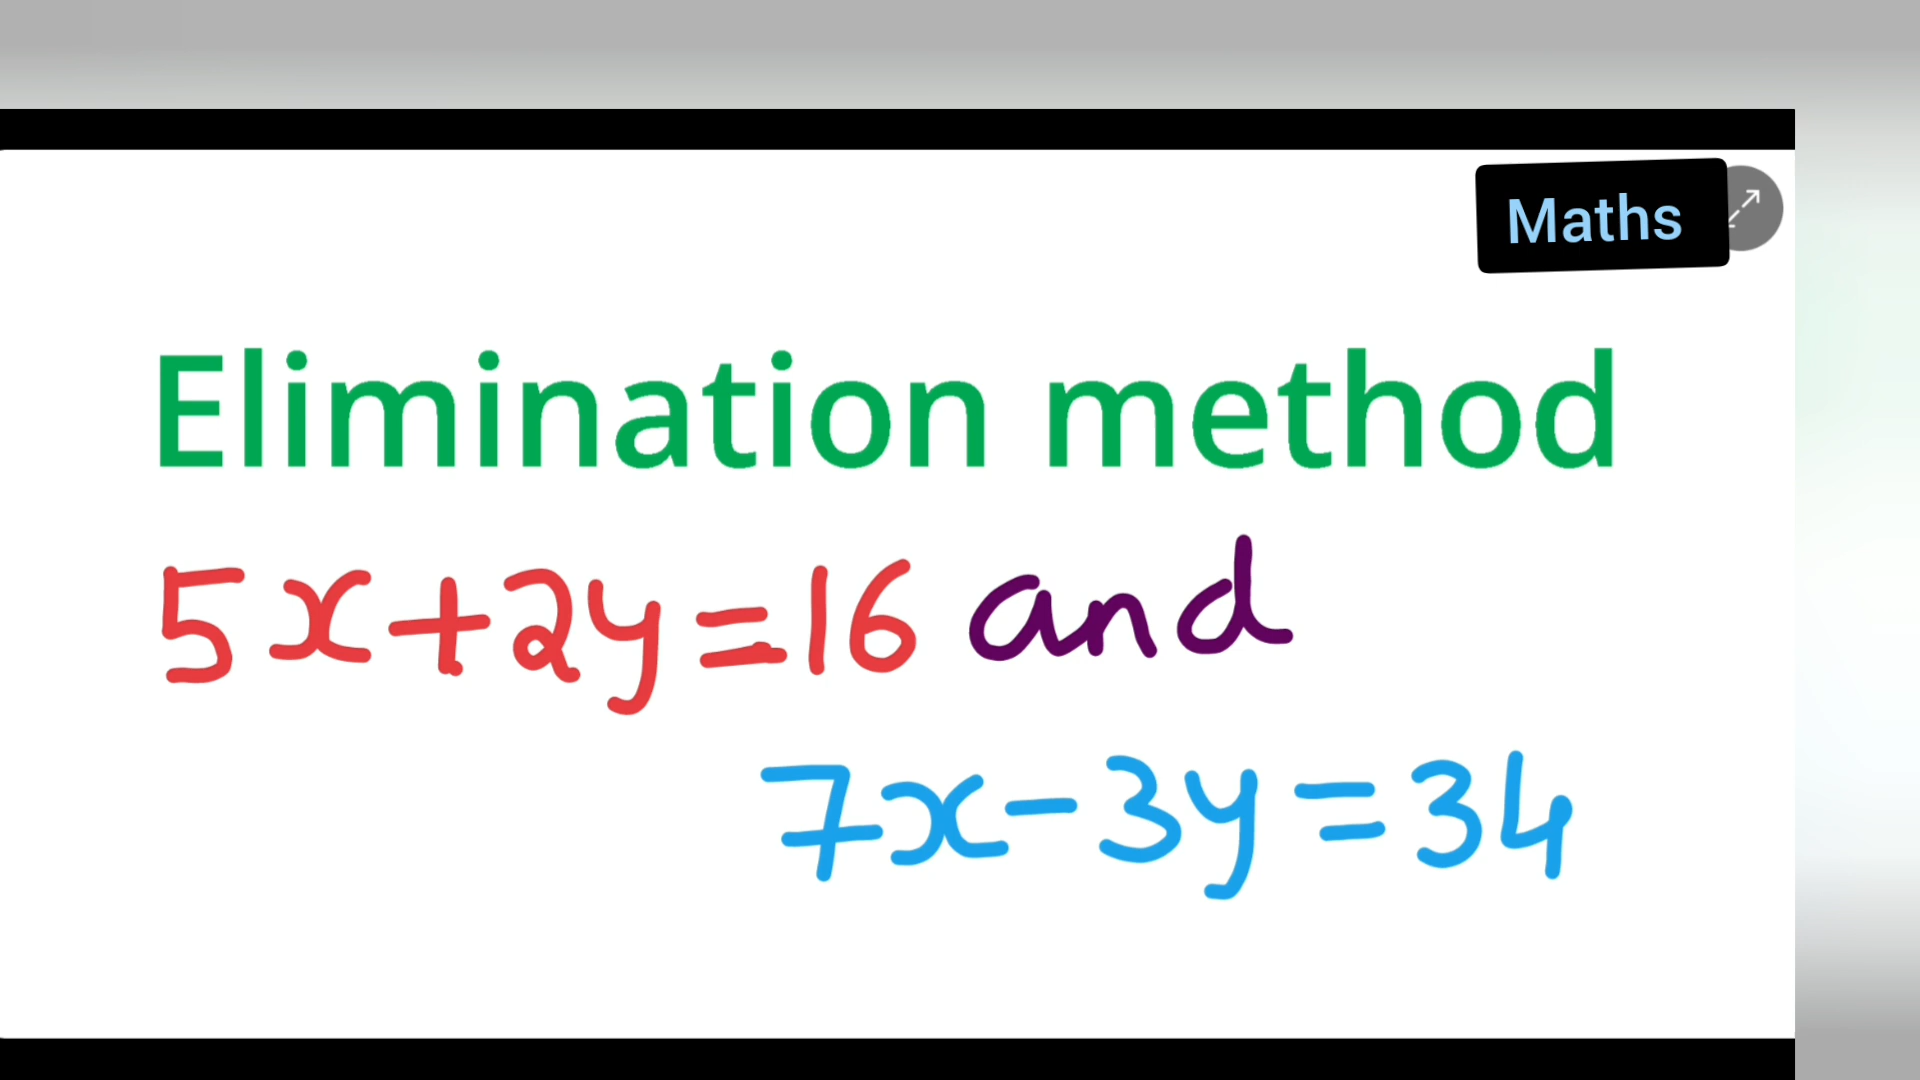 Maths
Elimination method
5x+2y=16 and
7x-3y=34